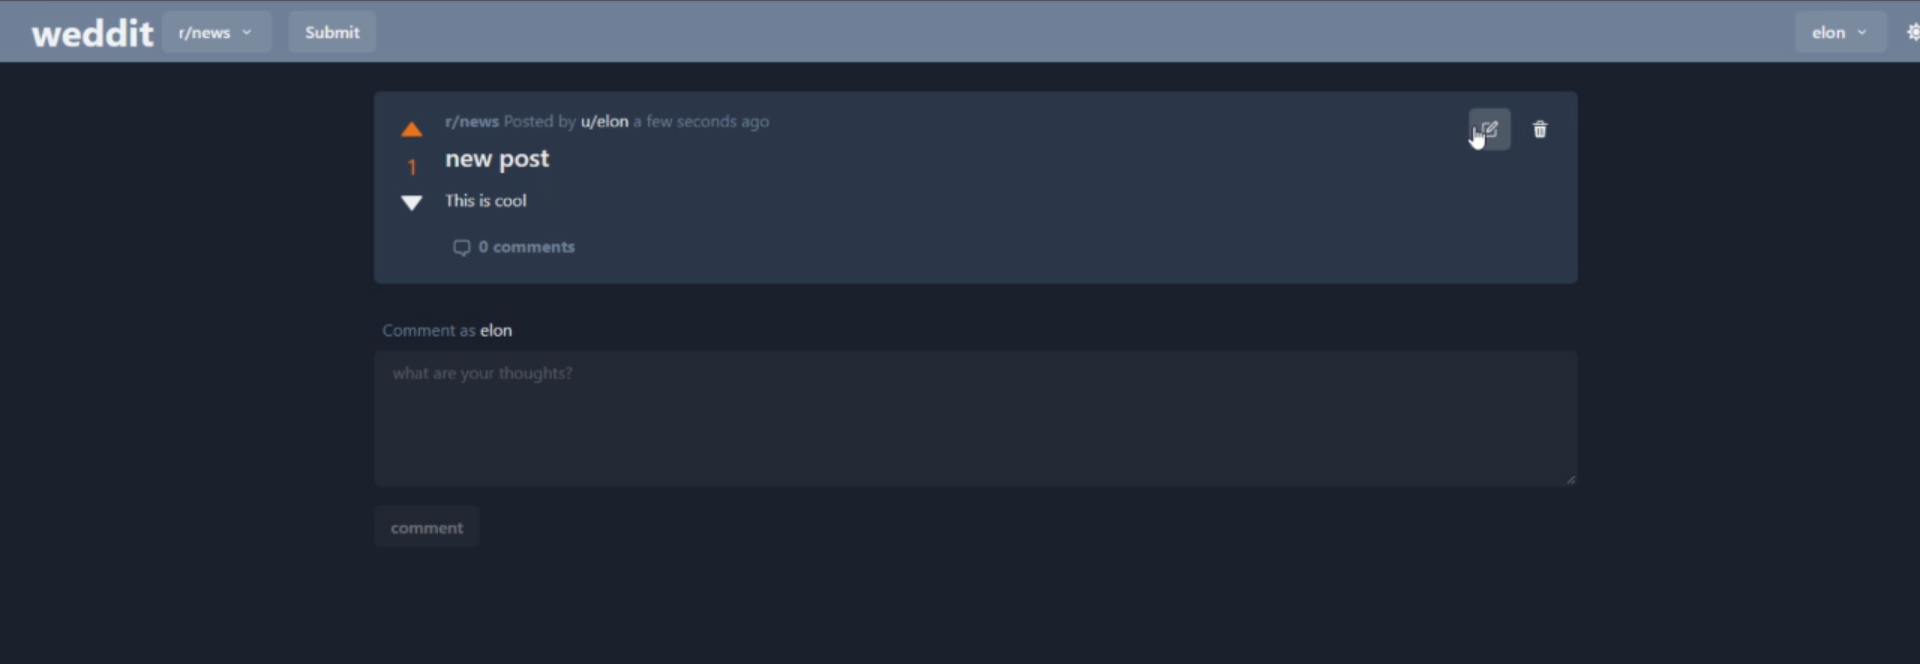 weddit r/news Submit elon
r/news Posted by u/elon a few seconds ago
1
new post
This is cool
0 comments
Comment as elon
what are your thoughts?
comment